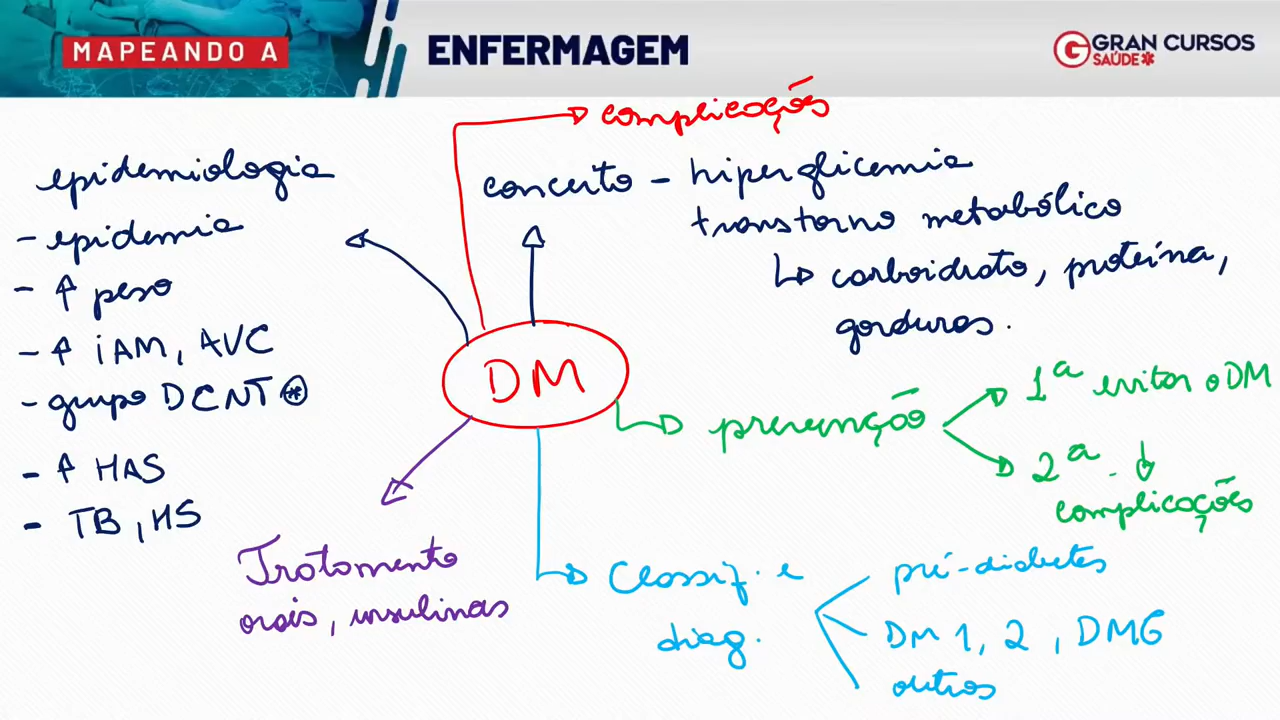 MAPEANDO A
ENFERMAGEM
GRAN CURSOS
SAÚDE
complicações
epidemiologia
- epidemia
- ↑ peso
- ↑ iAM, AVC
- grupo DCNT *
- ↑ HAS
- TB, HS
conceito - hiperglicemia
transtorno metabólico
↳ carboidrato, proteína,
gorduras.
DM
prevenção
1ª evitar o DM
2ª - ↓
complicações
Tratamento
orais, insulinas
Classif. e
diag.
pré-diabetes
DM 1, 2, DMG
outros